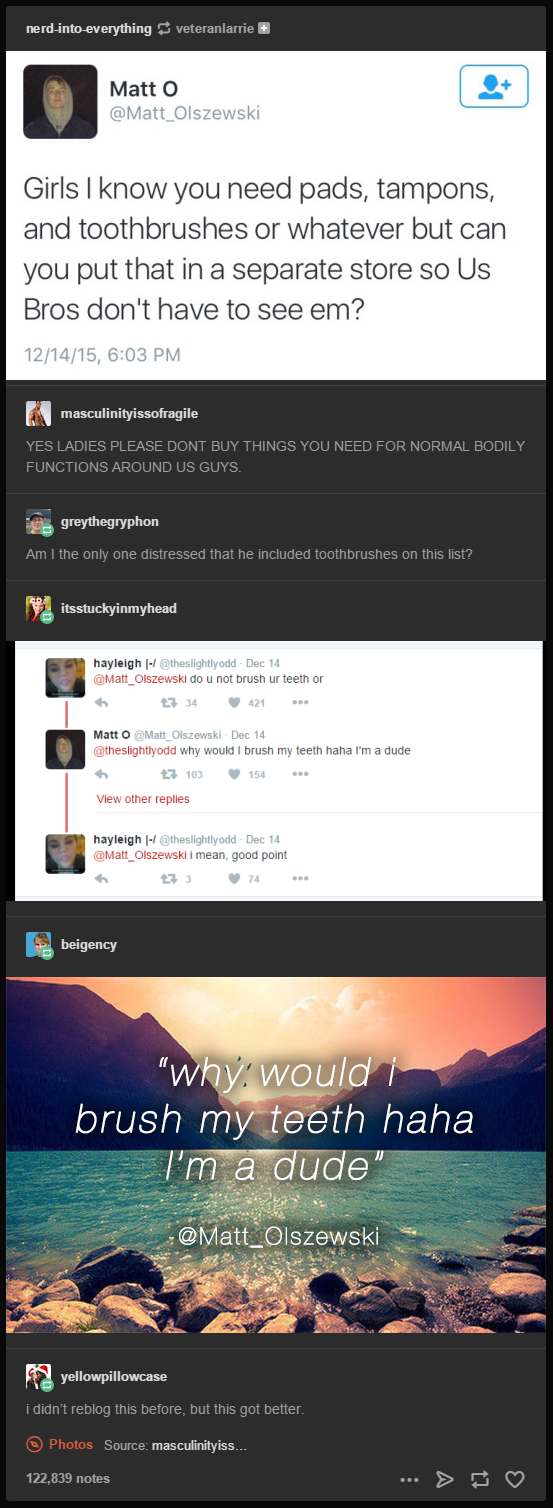 nerd-into-everything veteranlarrie
Matt O
@Matt_Olszewski
Girls I know you need pads, tampons,
and toothbrushes or whatever but can
you put that in a separate store so Us
Bros don't have to see em?
12/14/15, 6:03 PM
masculinityissofragile
YES LADIES PLEASE DONT BUY THINGS YOU NEED FOR NORMAL BODILY
FUNCTIONS AROUND US GUYS.
greythegryphon
Am I the only one distressed that he included toothbrushes on this list?
itsstuckyinmyhead
hayleigh |-/ @theslightlyodd · Dec 14
@Matt_Olszewski do u not brush ur teeth or
34 421
Matt O @Matt_Olszewski · Dec 14
@theslightlyodd why would I brush my teeth haha I'm a dude
103 154
View other replies
hayleigh |-/ @theslightlyodd · Dec 14
@Matt_Olszewski i mean, good point
3 74
beigency
"why would i
brush my teeth haha
I'm a dude"
-@Matt_Olszewski
yellowpillowcase
i didn't reblog this before, but this got better.
Photos Source: masculinityiss...
122,839 notes